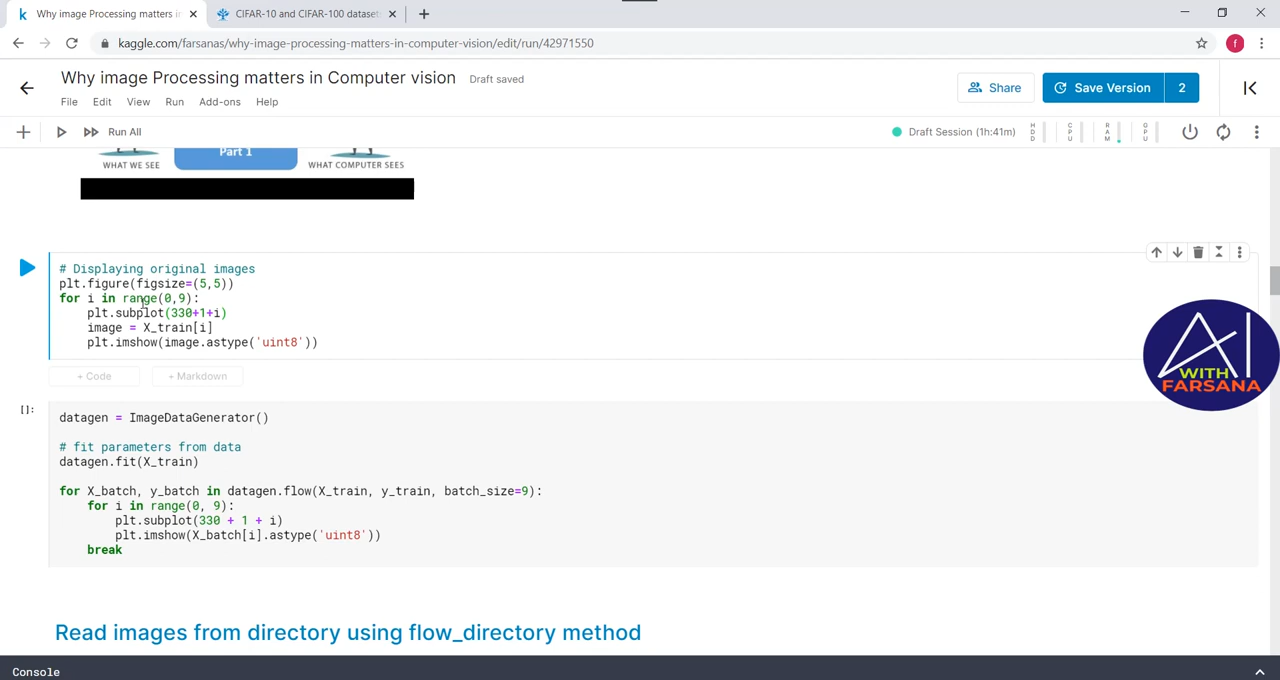 k Why image Processing matters in
CIFAR-10 and CIFAR-100 dataset
kaggle.com/farsanas/why-image-processing-matters-in-computer-vision/edit/run/42971550
f
Why image Processing matters in Computer vision
Draft saved
Share
Save Version
2
File Edit View Run Add-ons Help
Run All
Draft Session (1h:41m)
HDD
CPU
RAM
GPU
Part 1
WHAT WE SEE
WHAT COMPUTER SEES
# Displaying original images
plt.figure(figsize=(5,5))
for i in range(0,9):
plt.subplot(330+1+i)
image = X_train[i]
plt.imshow(image.astype('uint8'))
+ Code
+ Markdown
AI
WITH
FARSANA
[]:
datagen = ImageDataGenerator()
# fit parameters from data
datagen.fit(X_train)
for X_batch, y_batch in datagen.flow(X_train, y_train, batch_size=9):
for i in range(0, 9):
plt.subplot(330 + 1 + i)
plt.imshow(X_batch[i].astype('uint8'))
break
Read images from directory using flow_directory method
Console